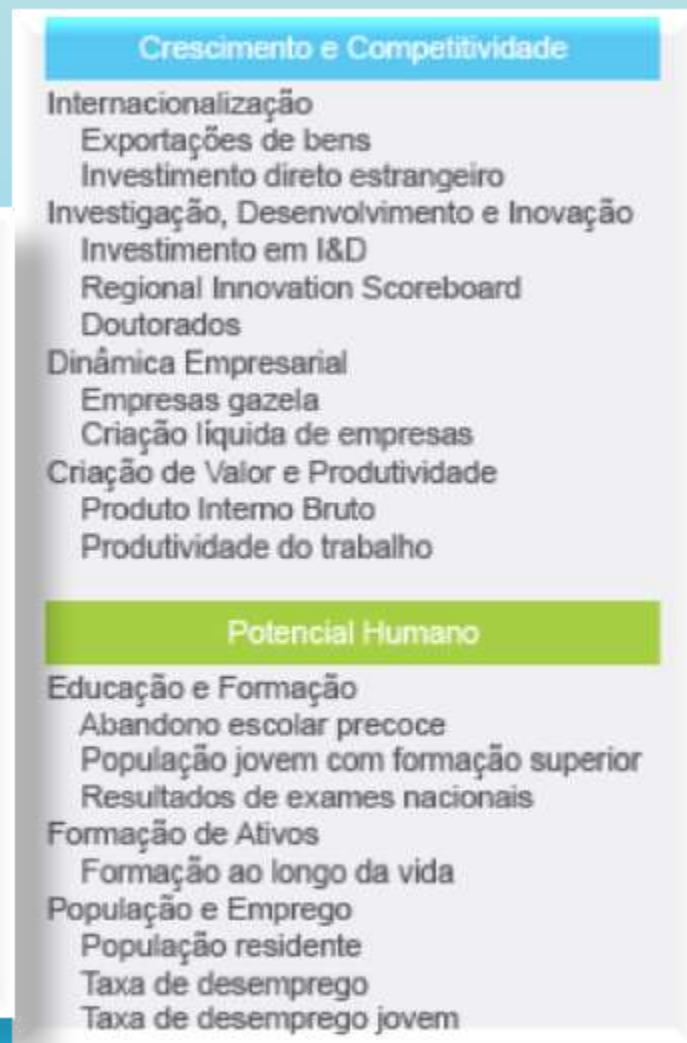 Crescimento e Competitividade
Internacionalização
Exportações de bens
Investimento direto estrangeiro
Investigação, Desenvolvimento e Inovação
Investimento em I&D
Regional Innovation Scoreboard
Doutorados
Dinâmica Empresarial
Empresas gazela
Criação líquida de empresas
Criação de Valor e Produtividade
Produto Interno Bruto
Produtividade do trabalho
Potencial Humano
Educação e Formação
Abandono escolar precoce
População jovem com formação superior
Resultados de exames nacionais
Formação de Ativos
Formação ao longo da vida
População e Emprego
População residente
Taxa de desemprego
Taxa de desemprego jovem